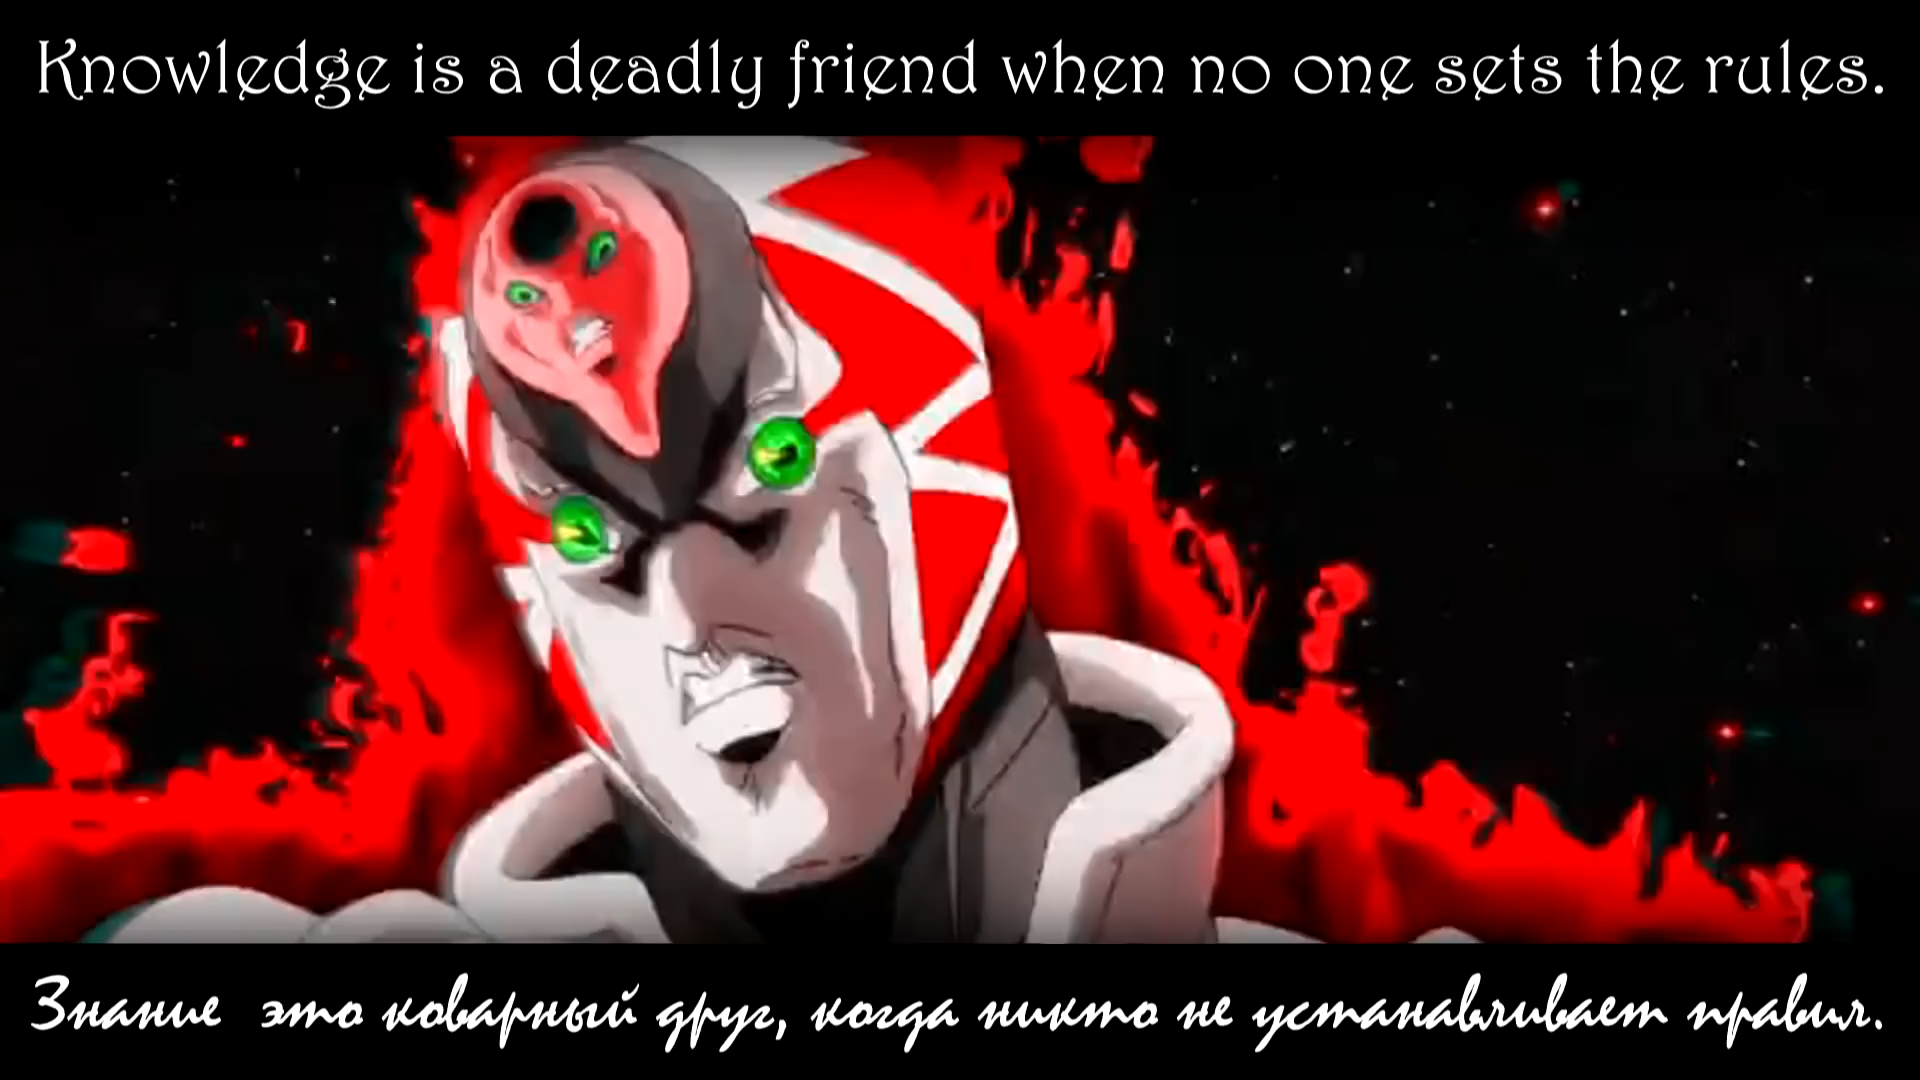 Knowledge is a deadly friend when no one sets the rules.
Знание это коварный друг, когда никто не устанавливает правил.